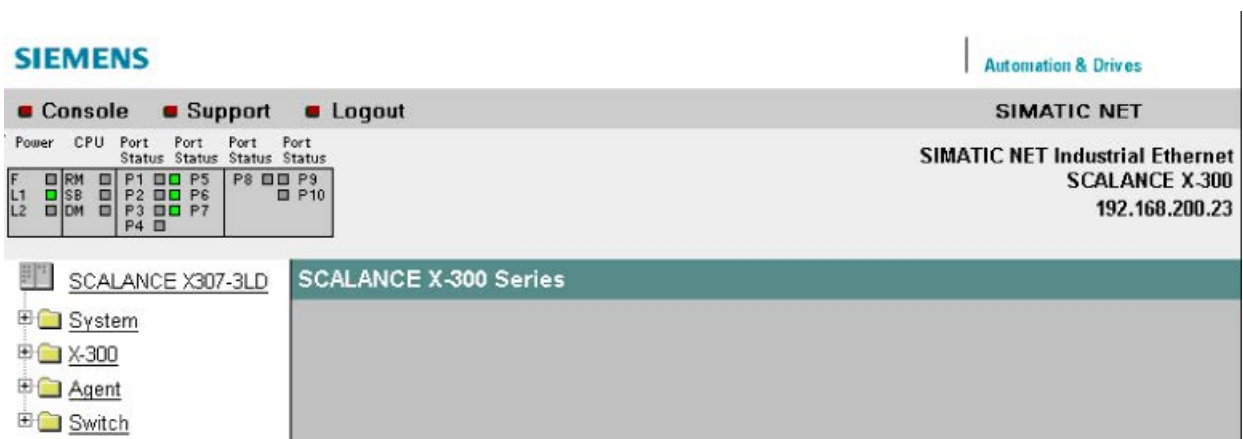 SIEMENS
Automation & Drives
Console Support Logout SIMATIC NET
Power CPU Port Port Port Port
Status Status Status Status
F RM P1 P5 P8 P9
L1 SB P2 P6 P10
L2 DM P3 P7
P4
SIMATIC NET Industrial Ethernet
SCALANCE X-300
192.168.200.23
SCALANCE X307-3LD
SCALANCE X-300 Series
System
X-300
Agent
Switch